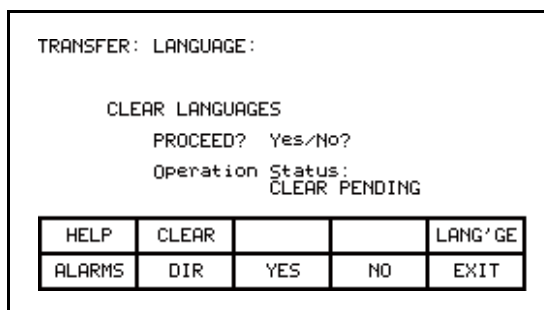 TRANSFER: LANGUAGE:
CLEAR LANGUAGES
PROCEED? Yes/No?
Operation Status:
CLEAR PENDING
HELP CLEAR LANG'GE
ALARMS DIR YES NO EXIT